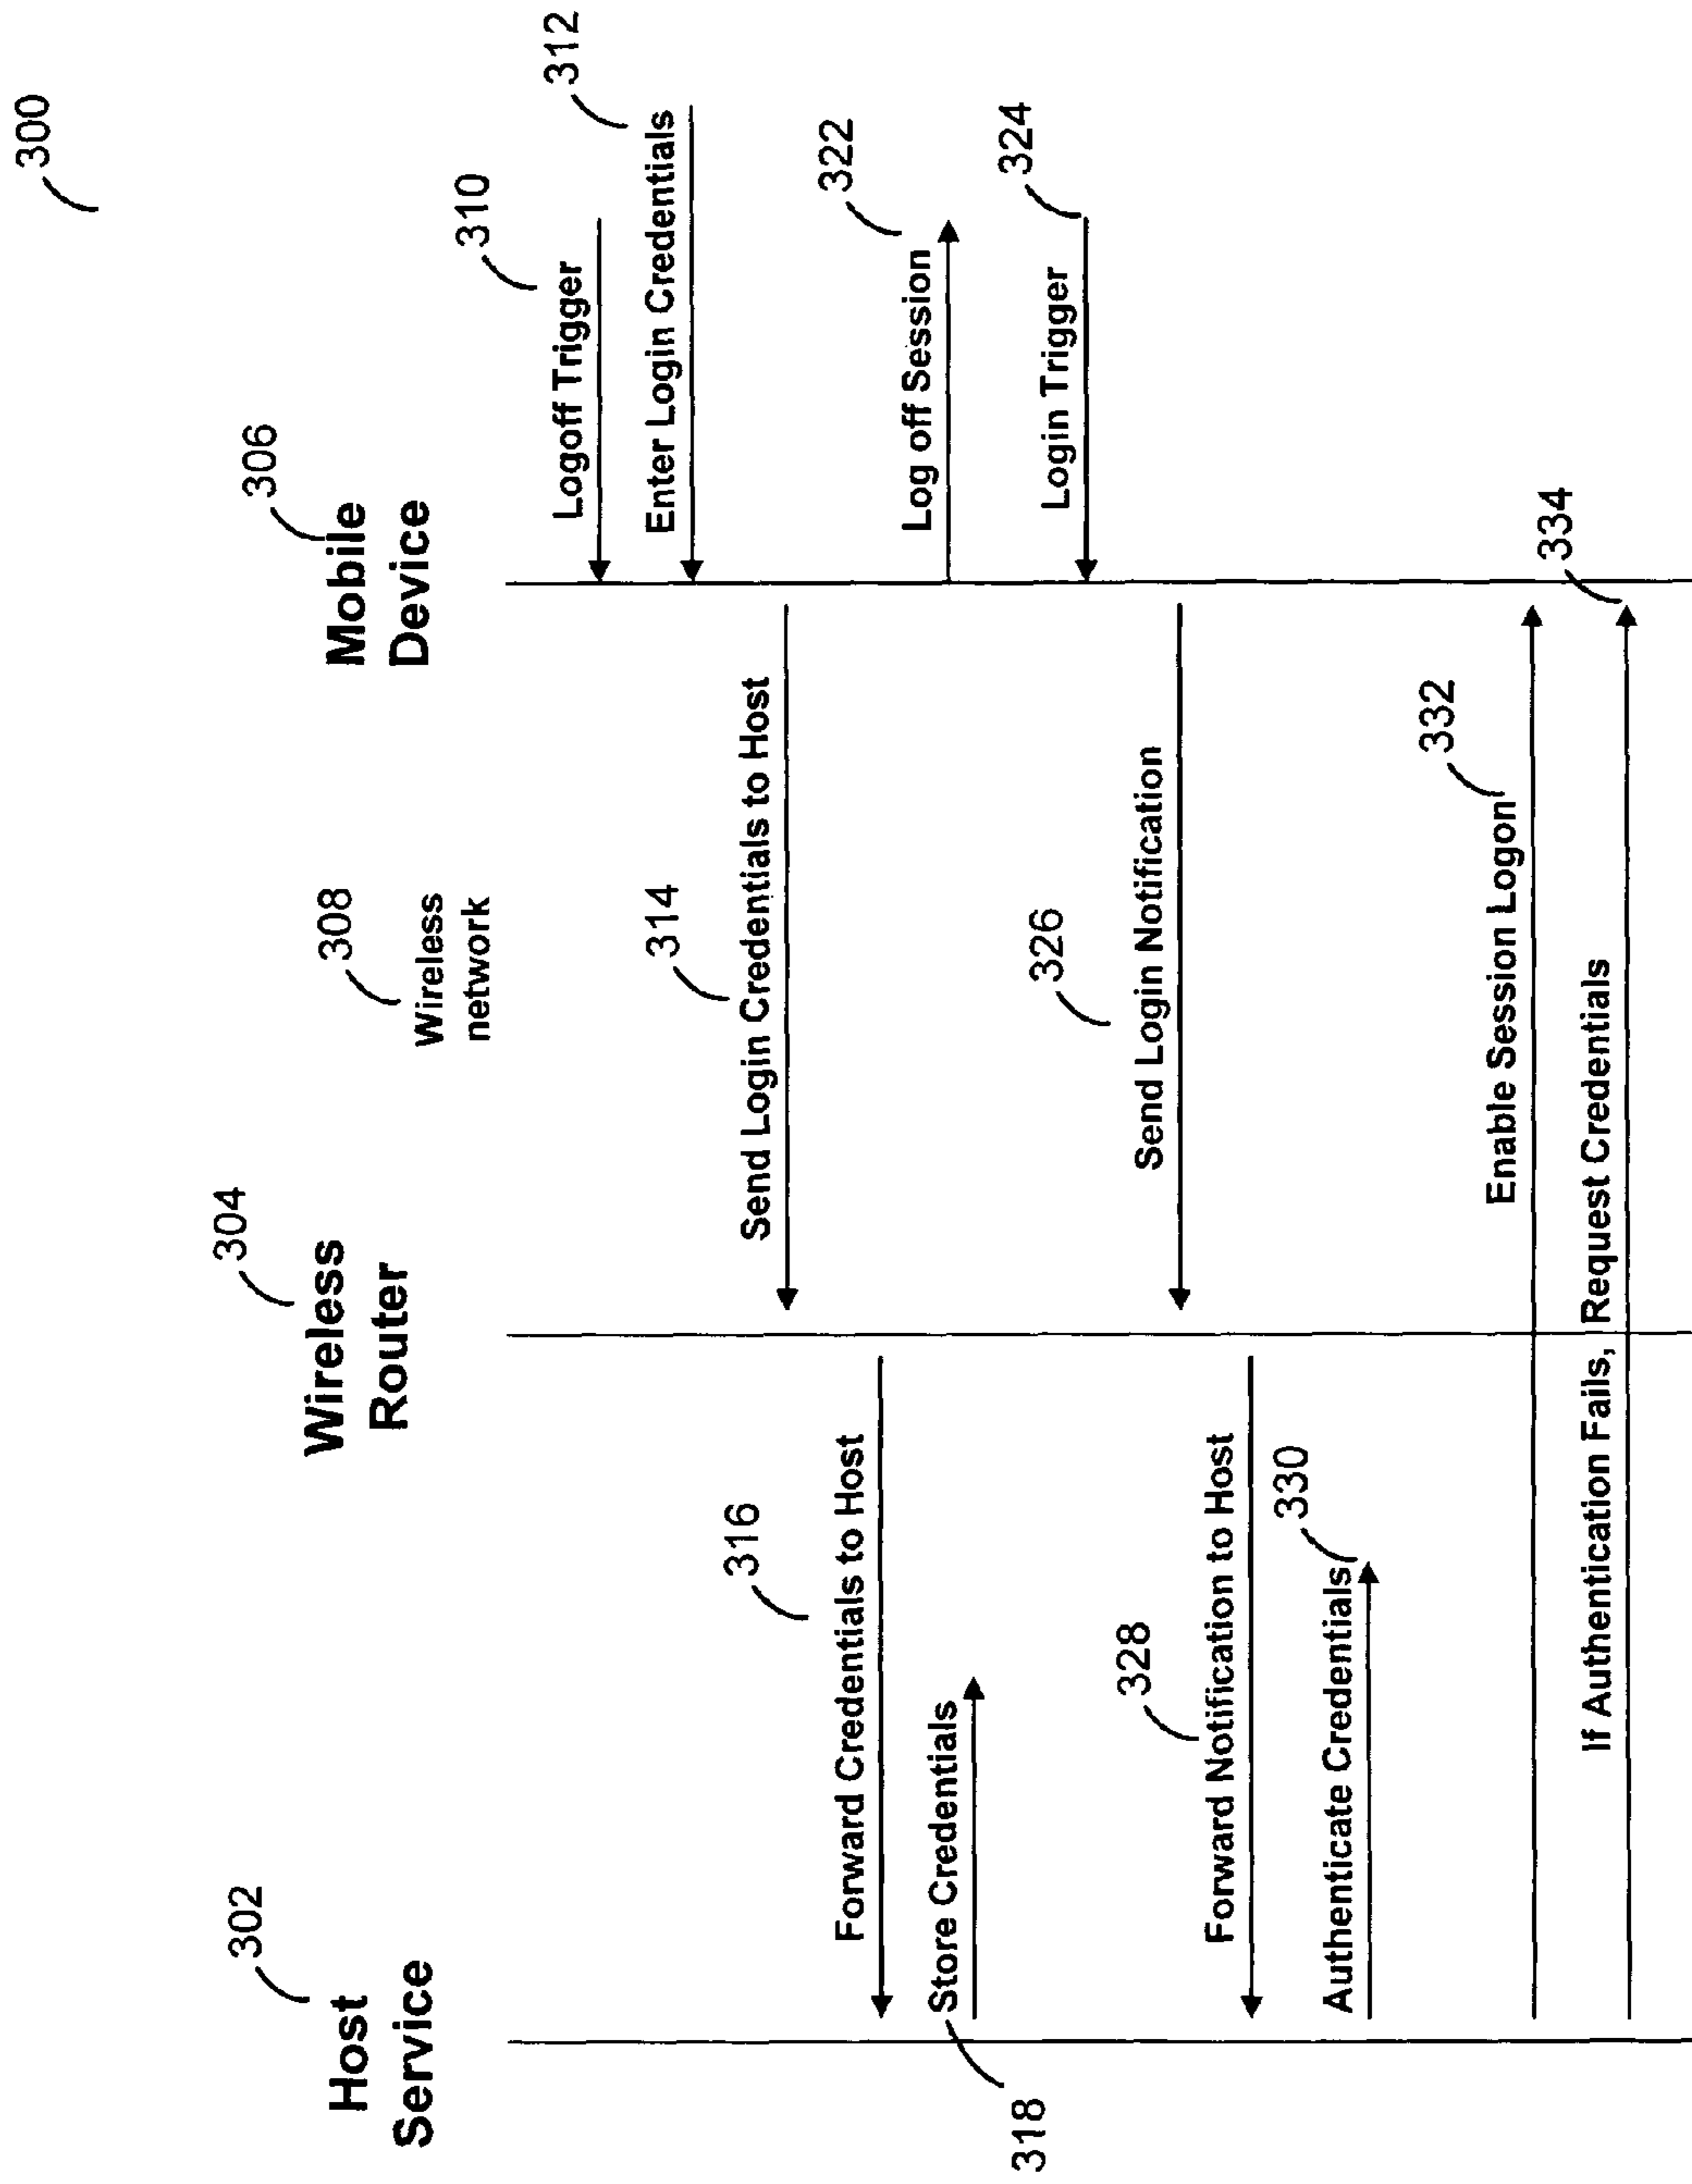 300
302
Host
Service
304
Wireless
Router
308
Wireless
network
306
Mobile
Device
310
Logoff Trigger
312
Enter Login Credentials
314
Send Login Credentials to Host
316
Forward Credentials to Host
318
Store Credentials
322
Log off Session
324
Login Trigger
326
Send Login Notification
328
Forward Notification to Host
330
Authenticate Credentials
332
Enable Session Logon
334
If Authentication Fails, Request Credentials